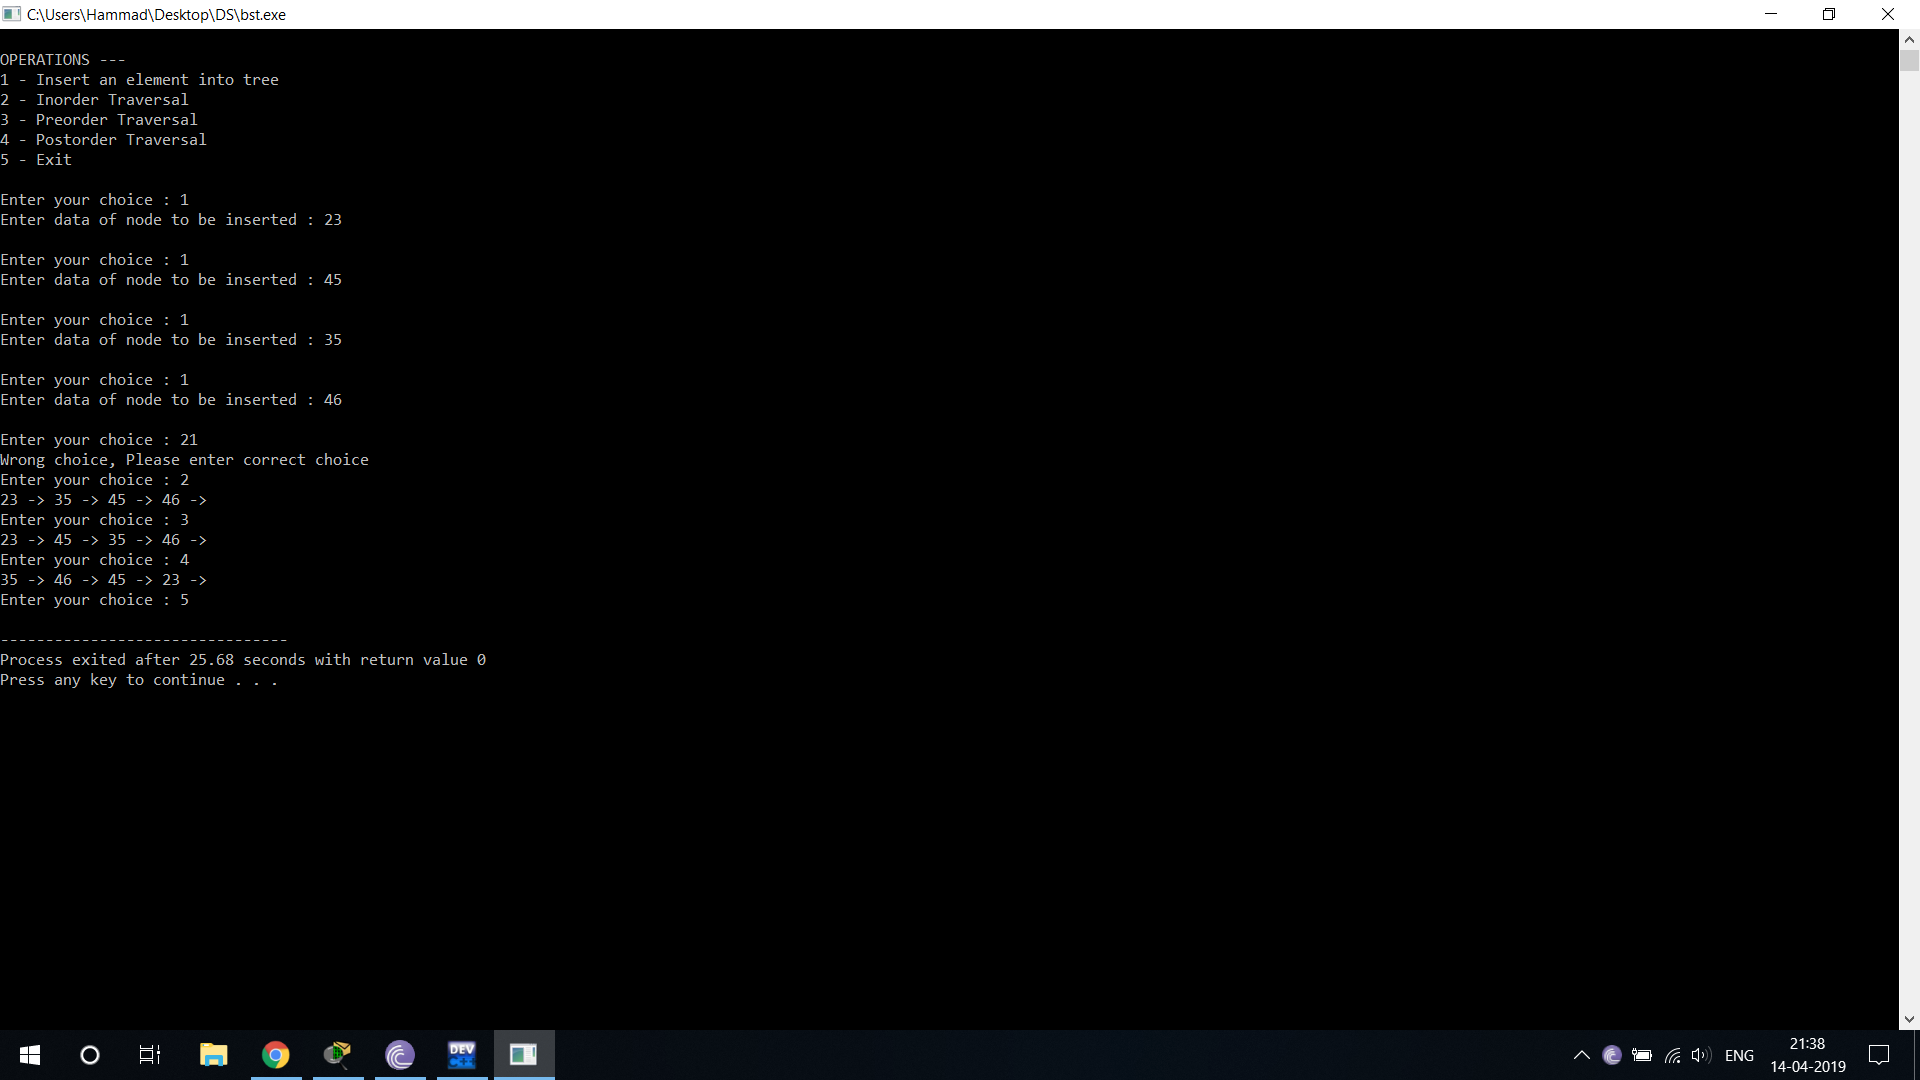 C:\Users\Hammad\Desktop\DS\bst.exe
OPERATIONS ---
1 - Insert an element into tree
2 - Inorder Traversal
3 - Preorder Traversal
4 - Postorder Traversal
5 - Exit
Enter your choice : 1
Enter data of node to be inserted : 23
Enter your choice : 1
Enter data of node to be inserted : 45
Enter your choice : 1
Enter data of node to be inserted : 35
Enter your choice : 1
Enter data of node to be inserted : 46
Enter your choice : 21
Wrong choice, Please enter correct choice
Enter your choice : 2
23 -> 35 -> 45 -> 46 ->
Enter your choice : 3
23 -> 45 -> 35 -> 46 ->
Enter your choice : 4
35 -> 46 -> 45 -> 23 ->
Enter your choice : 5
--------------------------------
Process exited after 25.68 seconds with return value 0
Press any key to continue . . .
DEV
C++
ENG
21:38
14-04-2019